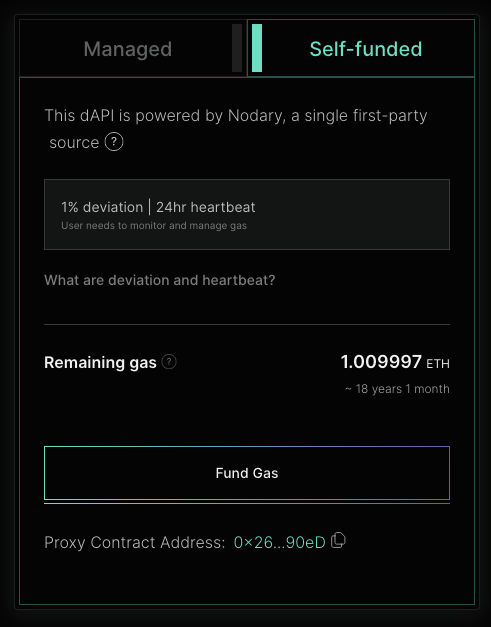 Managed
Self-funded
This dAPI is powered by Nodary, a single first-party
source ?
1% deviation | 24hr heartbeat
User needs to monitor and manage gas
What are deviation and heartbeat?
Remaining gas ? 1.009997 ETH
~ 18 years 1 month
Fund Gas
Proxy Contract Address: 0x26...90eD